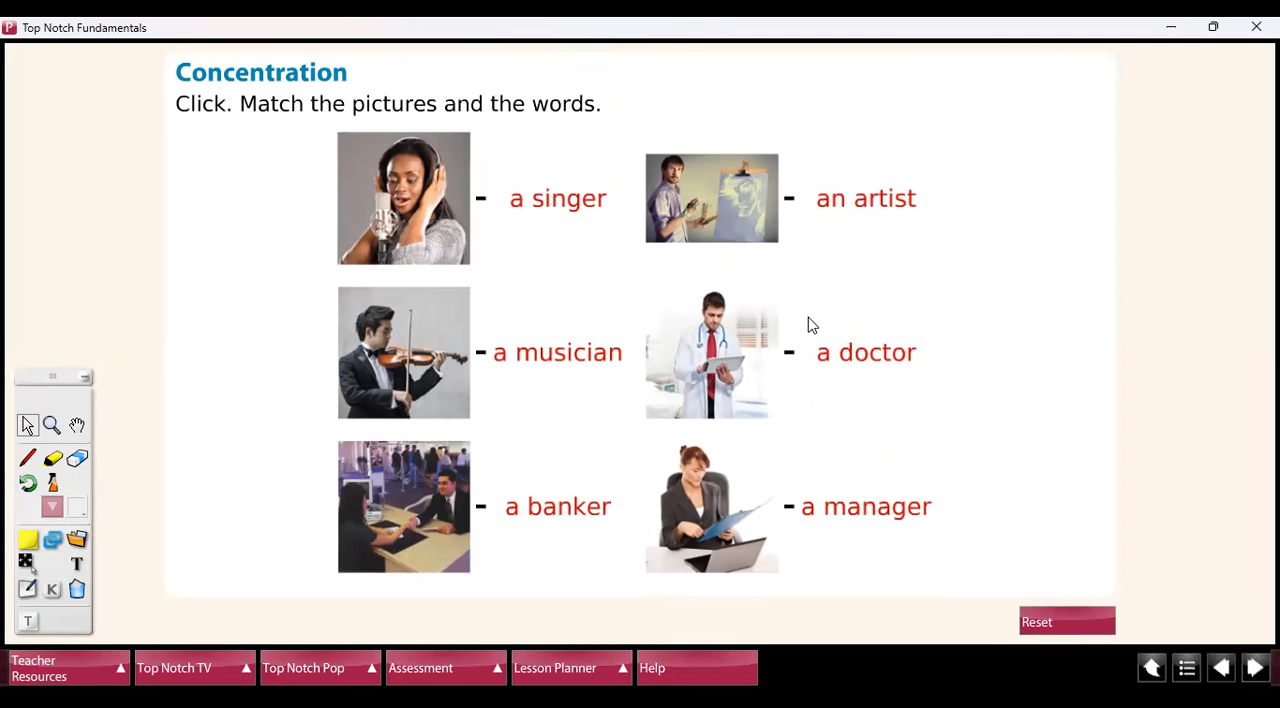 Top Notch Fundamentals
Concentration
Click. Match the pictures and the words.
- a singer
- an artist
- a musician
- a doctor
- a banker
- a manager
T
K
T
Reset
Teacher
Resources
Top Notch TV
Top Notch Pop
Assessment
Lesson Planner
Help